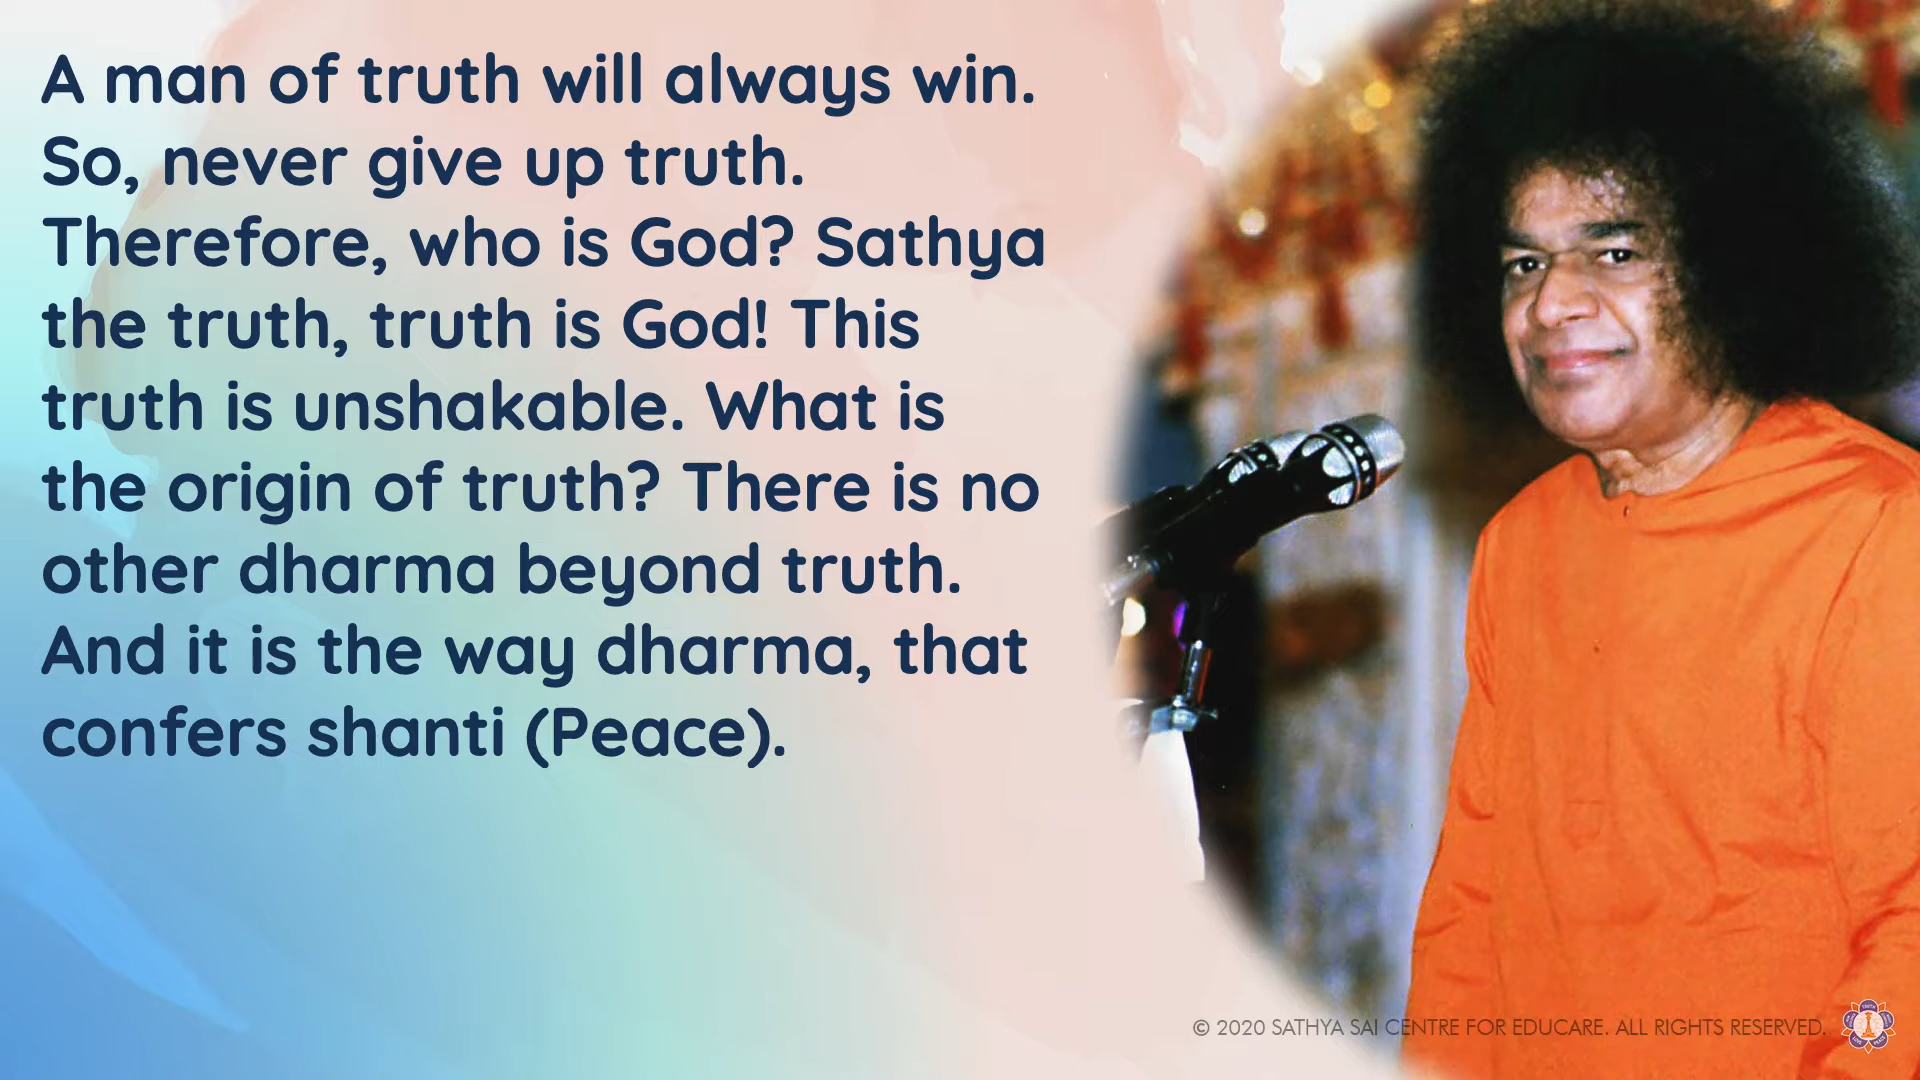 A man of truth will always win.
So, never give up truth.
Therefore, who is God? Sathya
the truth, truth is God! This
truth is unshakable. What is
the origin of truth? There is no
other dharma beyond truth.
And it is the way dharma, that
confers shanti (Peace).
© 2020 SATHYA SAI CENTRE FOR EDUCARE. ALL RIGHTS RESERVED.